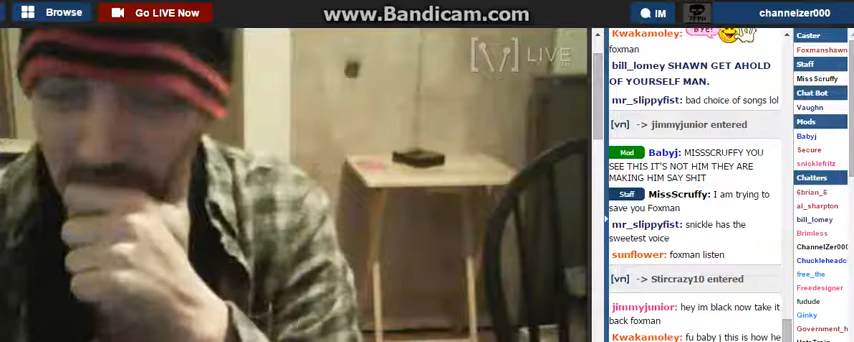 www.Bandicam.com
Browse
Go LIVE Now
IM
channelzer000
[V] LIVE
Kwakamoley:
foxman
bill_lomey SHAWN GET AHOLD
OF YOURSELF MAN.
mr_slippyfist: bad choice of songs lol
[vn] -> jimmyjunior entered
Mod Babyj: MISSSCRUFFY YOU
SEE THIS IT'S NOT HIM THEY ARE
MAKING HIM SAY SHIT
Staff MissScruffy: I am trying to
save you Foxman
mr_slippyfist: snickle has the
sweetest voice
sunflower: foxman listen
[vn] -> Stircrazy10 entered
jimmyjunior: hey im black now take it
back foxman
Kwakamoley: fu baby j this is how he
Caster
Foxmanshawn
Staff
MissScruffy
Chat Bot
Vaughn
Mods
Babyj
Secure
snicklefritz
Chatters
6brian_6
al_sharpton
bill_lomey
Brimless
ChannelZer000
Chuckleheadc
free_the
Freedesigner
fudude
Ginky
Government_h